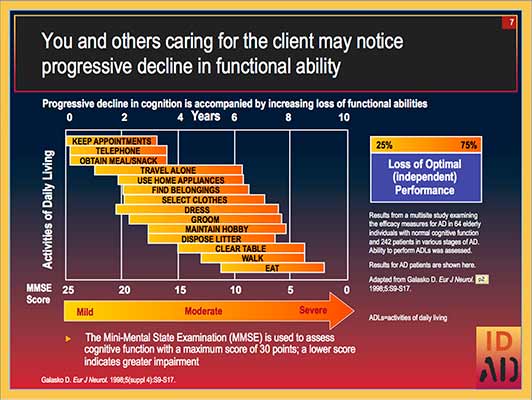 7
You and others caring for the client may notice
progressive decline in functional ability
Progressive decline in cognition is accompanied by increasing loss of functional abilities
0 2 4 Years 6 8 10
Activities of Daily Living
KEEP APPOINTMENTS
TELEPHONE
OBTAIN MEAL/SNACK
TRAVEL ALONE
USE HOME APPLIANCES
FIND BELONGINGS
SELECT CLOTHES
DRESS
GROOM
MAINTAIN HOBBY
DISPOSE LITTER
CLEAR TABLE
WALK
EAT
MMSE
Score
25 20 15 10 5 0
Mild Moderate Severe
25% 75%
Loss of Optimal
(independent)
Performance
Results from a multisite study examining
the efficacy measures for AD in 64 elderly
individuals with normal cognitive function
and 242 patients in various stages of AD.
Ability to perform ADLs was assessed.
Results for AD patients are shown here.
Adapted from Galasko D. Eur J Neurol.
1998;5:S9-S17.
ADLs=activities of daily living
The Mini-Mental State Examination (MMSE) is used to assess
cognitive function with a maximum score of 30 points; a lower score
indicates greater impairment
Galasko D. Eur J Neurol. 1998;5(suppl 4):S9-S17.
ID
AD